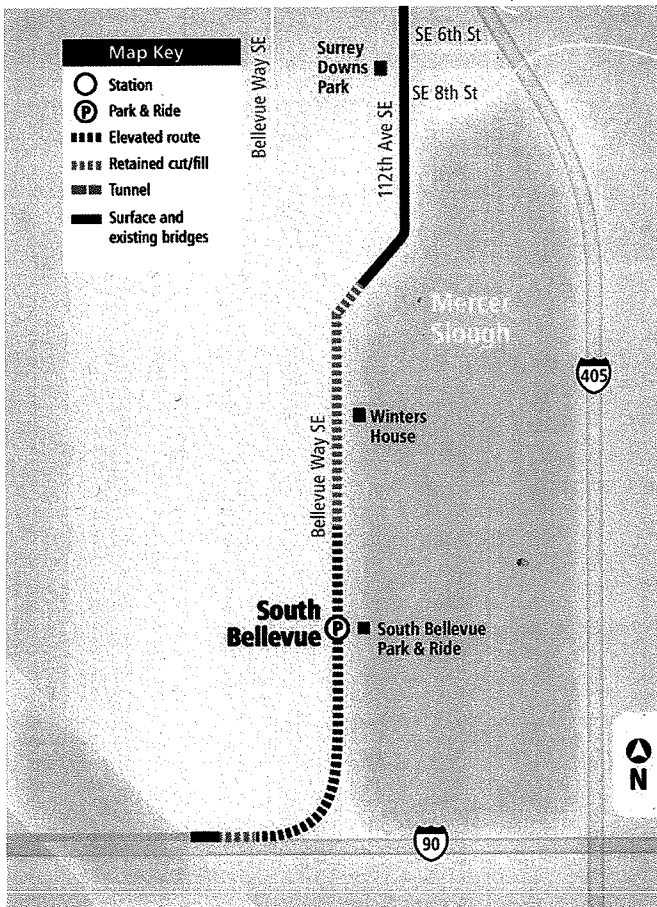 Map Key
Station
P
Park & Ride
Elevated route
Retained cut/fill
Tunnel
Surface and
existing bridges
Bellevue Way SE
Surrey
Downs
Park
SE 6th St
SE 8th St
112th Ave SE
Mercer
Slough
405
Winters
House
Bellevue Way SE
South
Bellevue
P
South Bellevue
Park & Ride
N
90